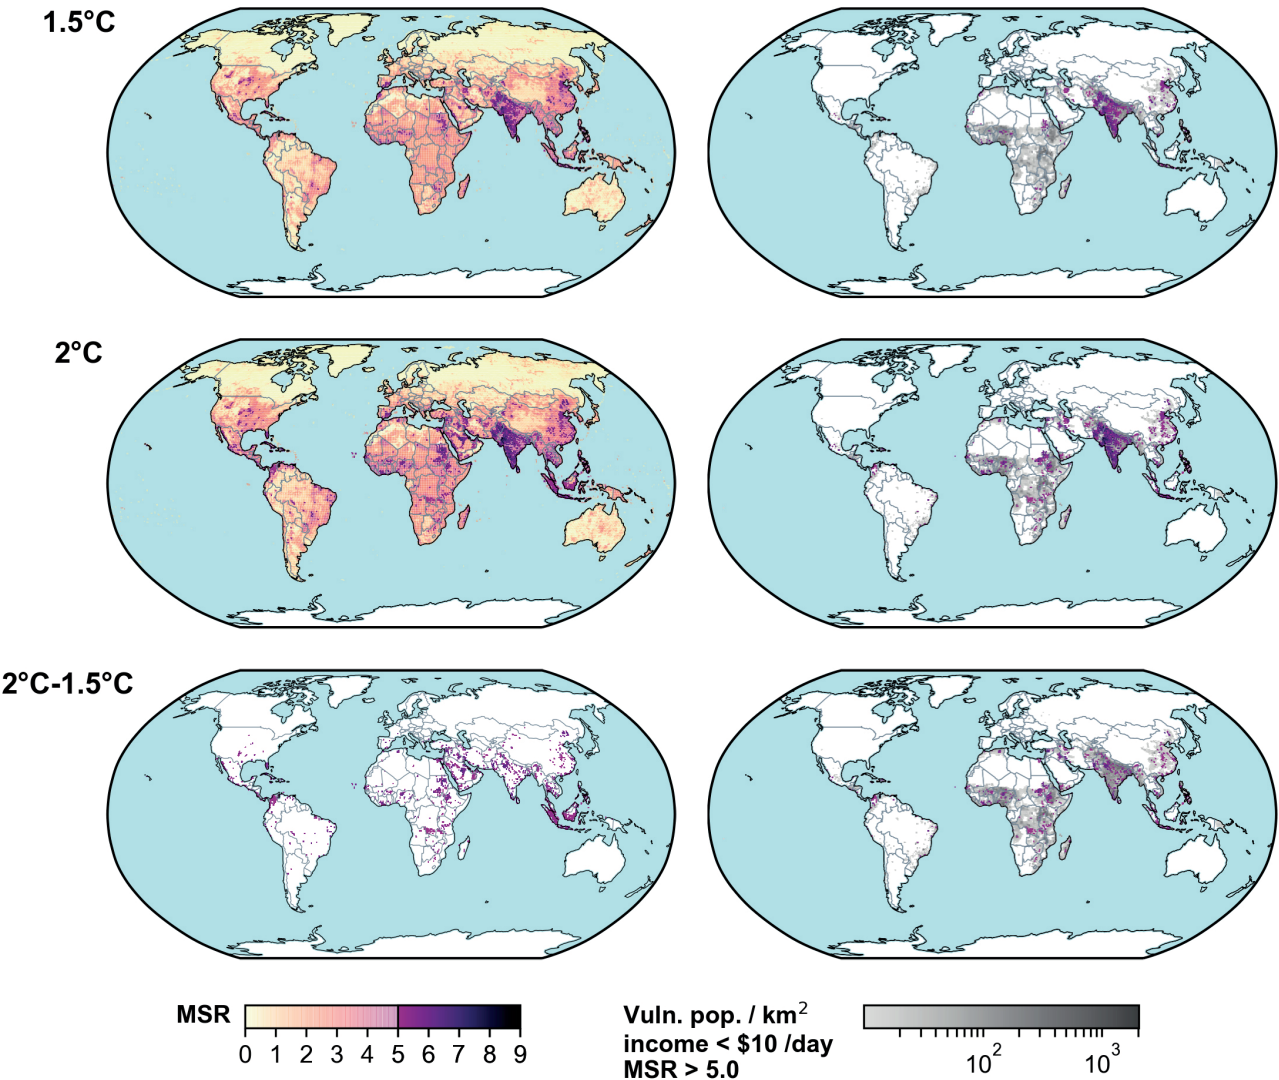 1.5°C
2°C
2°C-1.5°C
MSR
0 1 2 3 4 5 6 7 8 9
Vuln. pop. / km²
income < $10 /day
MSR > 5.0
10² 10³